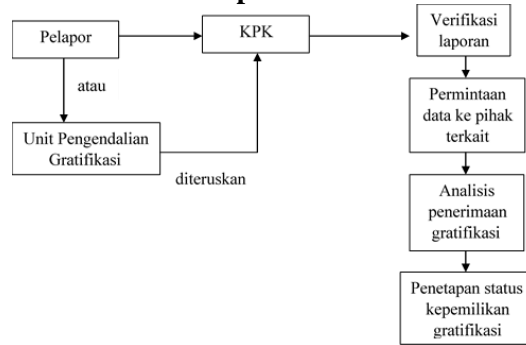 Pelapor
KPK
Verifikasi
laporan
atau
Unit Pengendalian
Gratifikasi
diteruskan
Permintaan
data ke pihak
terkait
Analisis
penerimaan
gratifikasi
Penetapan status
kepemilikan
gratifikasi